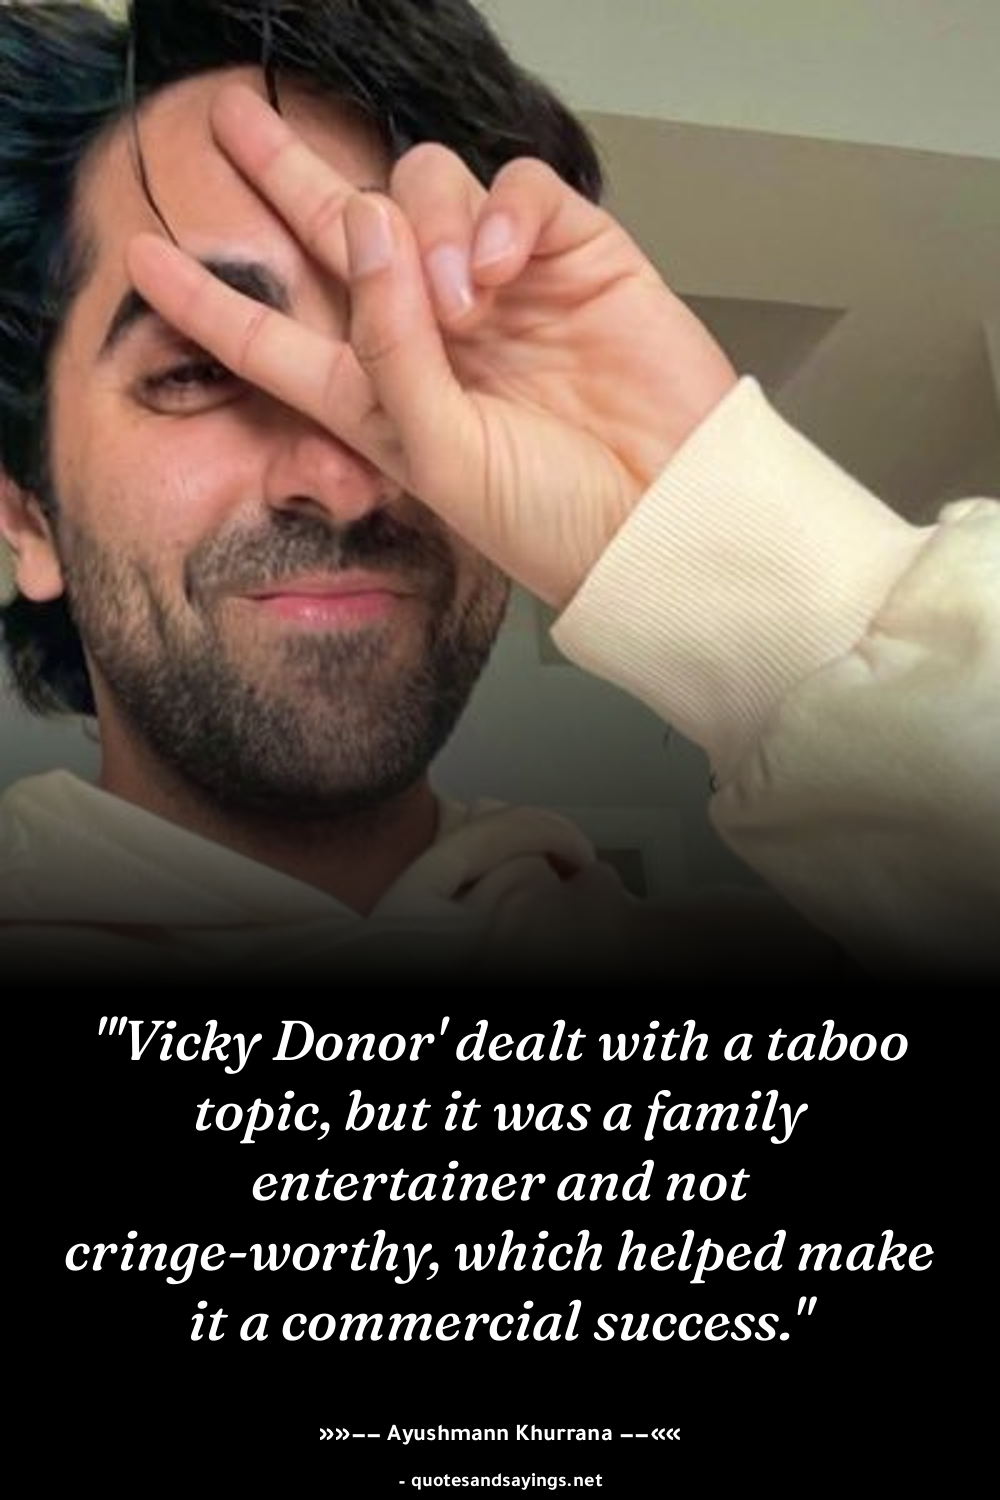 "'Vicky Donor' dealt with a taboo
topic, but it was a family
entertainer and not
cringe-worthy, which helped make
it a commercial success."
»»—— Ayushmann Khurrana ——««
- quotesandsayings.net